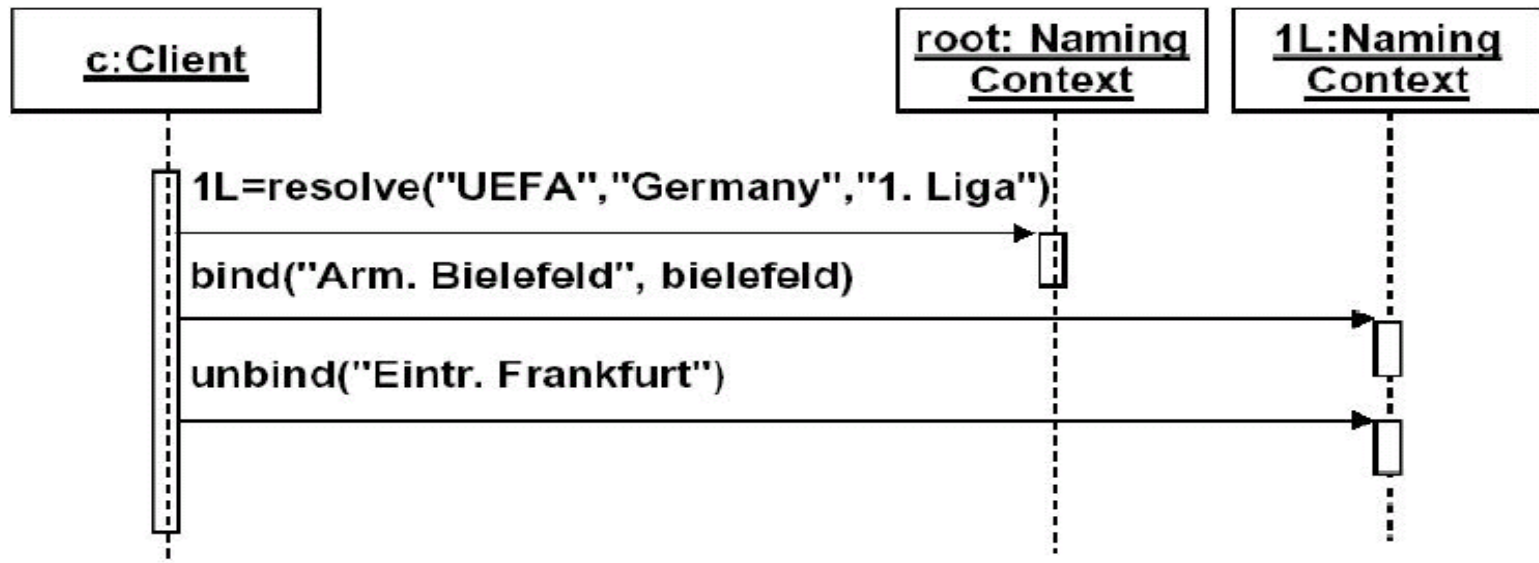 c:Client
root: Naming
Context
1L:Naming
Context
1L=resolve("UEFA","Germany","1. Liga")
bind("Arm. Bielefeld", bielefeld)
unbind("Eintr. Frankfurt")